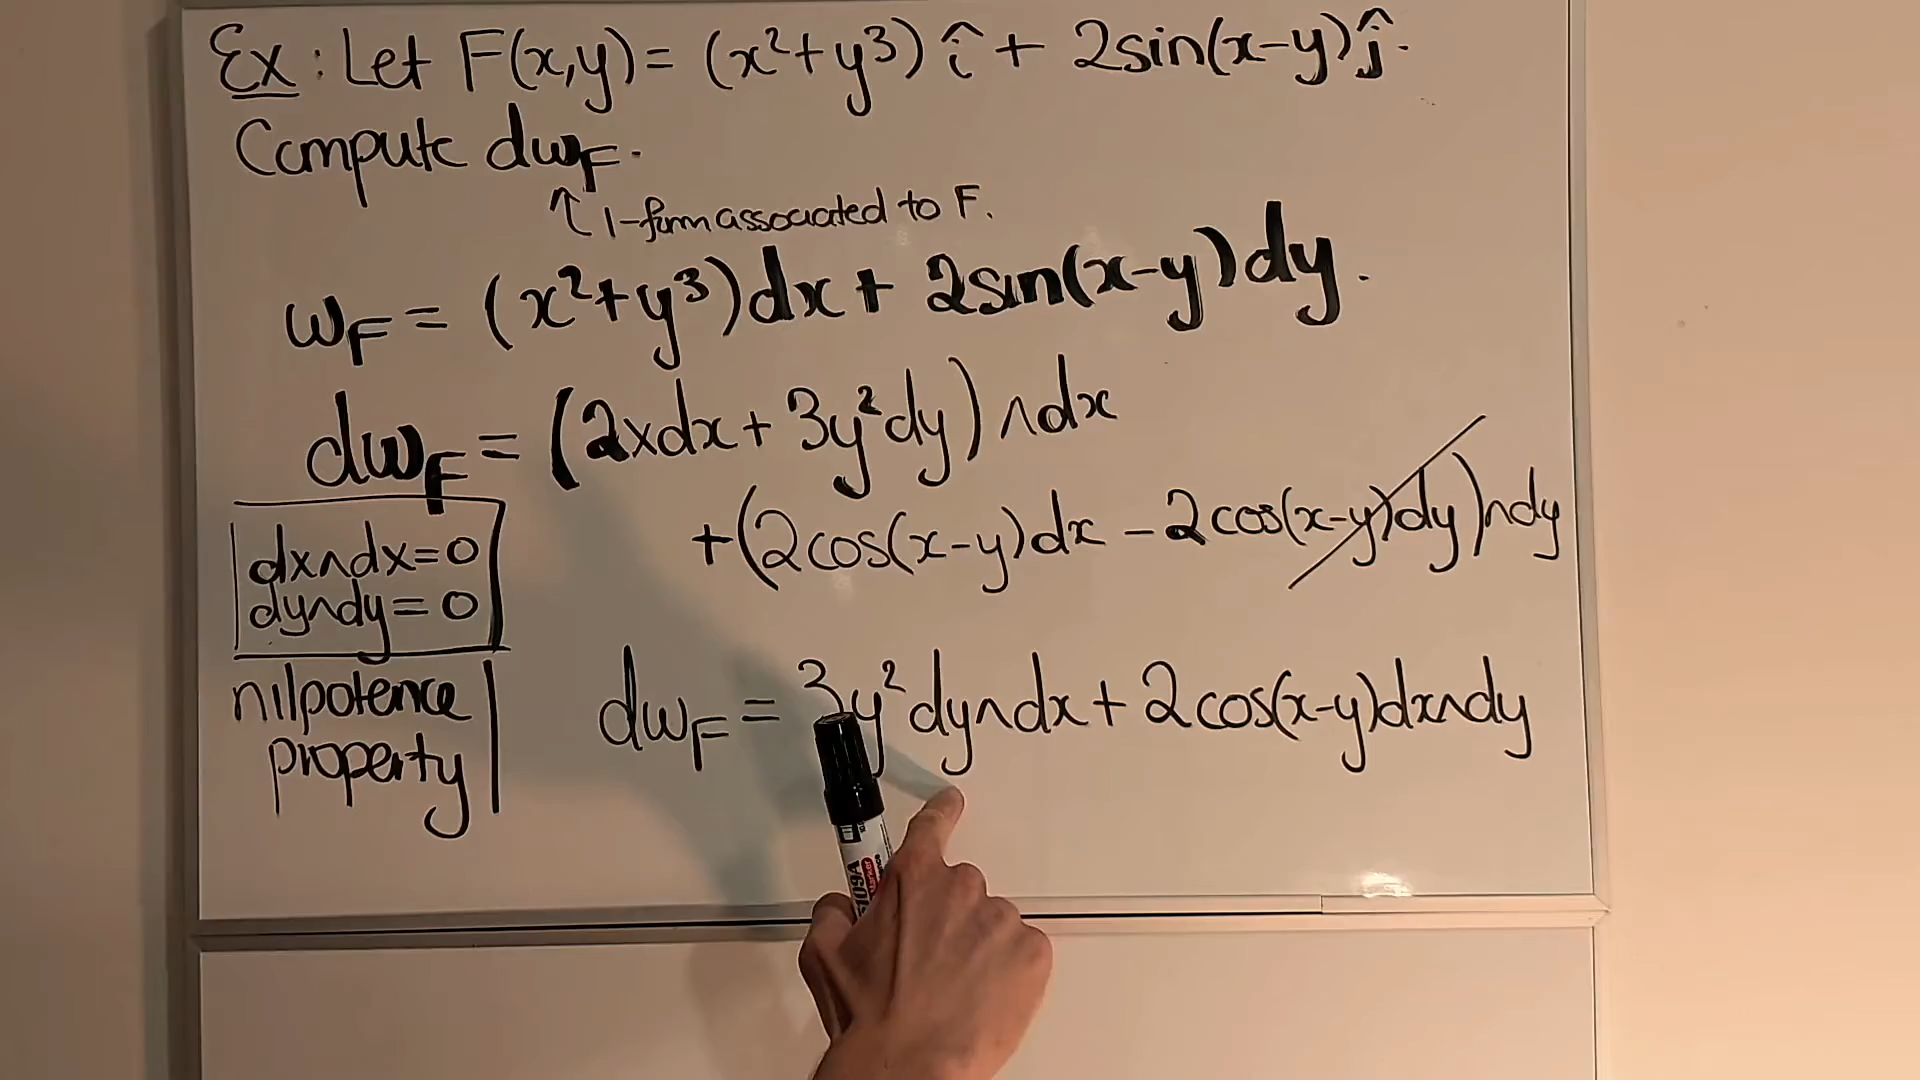 Ex: Let F(x,y)= (x²+y³) î + 2sin(x-y)ĵ.
Compute dω_F.
↑ 1-form associated to F.
ω_F = (x²+y³)dx + 2sin(x-y)dy.
dω_F = (2xdx + 3y²dy)∧dx
+(2cos(x-y)dx - 2cos(x-y)dy)∧dy
dx∧dx=0
dy∧dy=0
nilpotence
property
dω_F = 3y²dy∧dx + 2cos(x-y)dx∧dy
109A
Marker